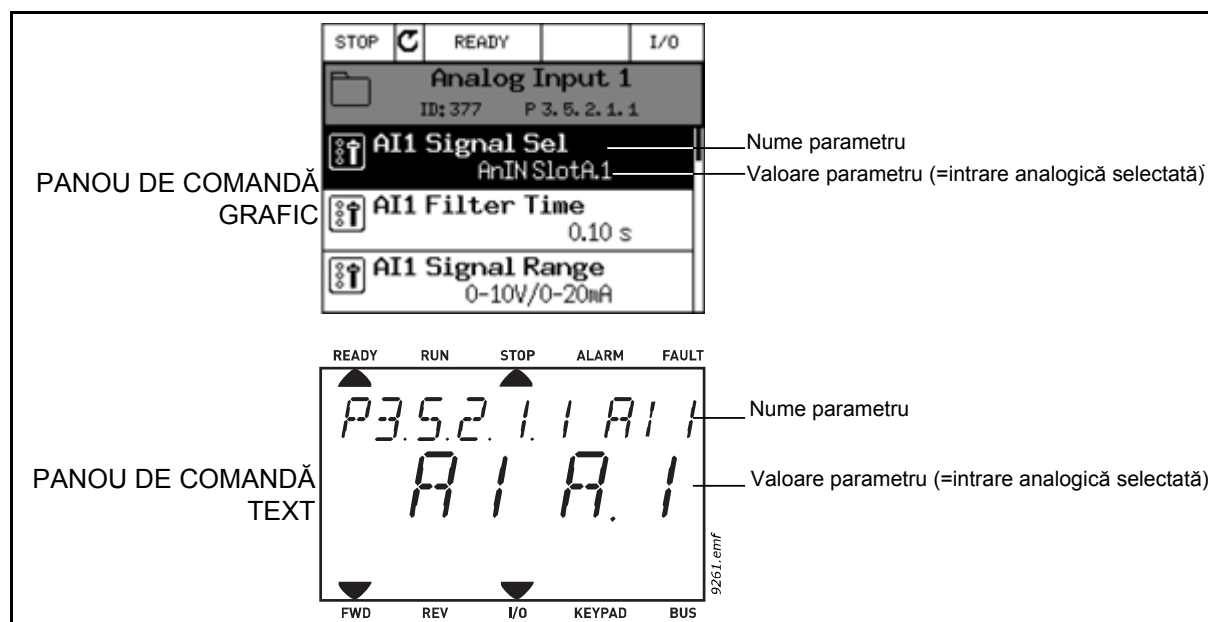 STOP READY I/O
Analog Input 1
ID:377 P 3.5.2.1.1
AI1 Signal Sel
AnIN SlotA.1
AI1 Filter Time
0.10 s
AI1 Signal Range
0-10V/0-20mA
Nume parametru
Valoare parametru (=intrare analogică selectată)
PANOU DE COMANDĂ
GRAFIC
READY RUN STOP ALARM FAULT
P3.5.2.1.1 AI1
AI A.1
FWD REV I/O KEYPAD BUS
Nume parametru
Valoare parametru (=intrare analogică selectată)
PANOU DE COMANDĂ
TEXT
9261.emf